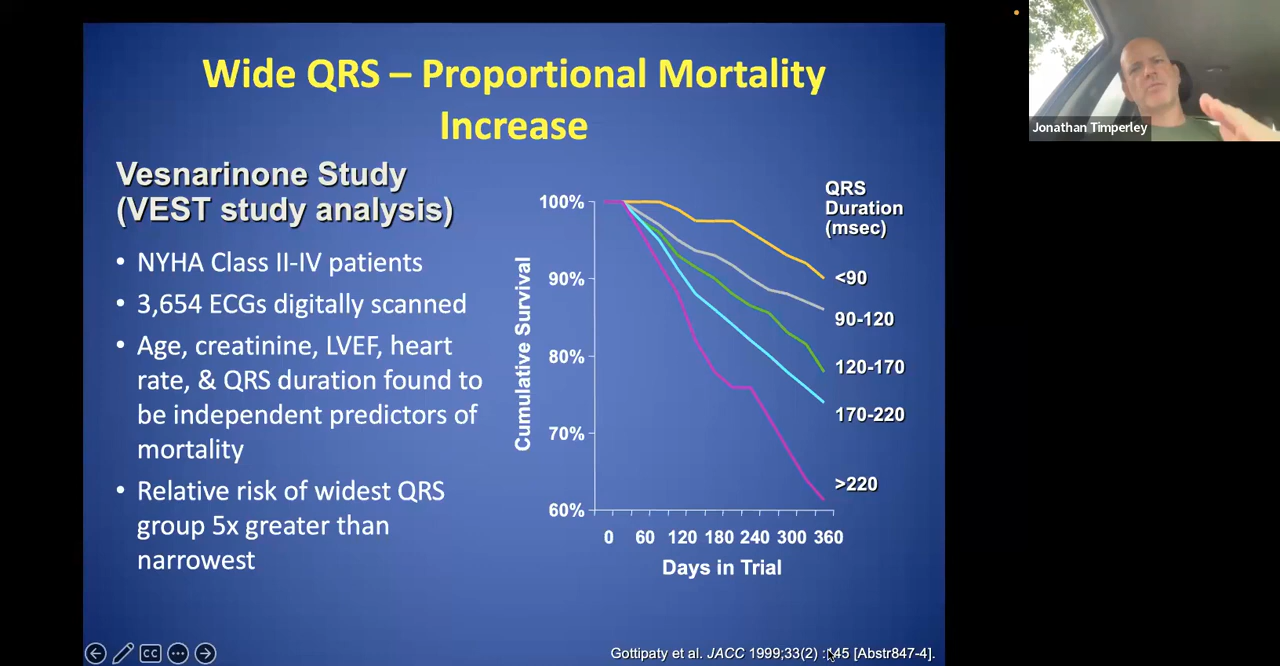 Wide QRS – Proportional Mortality
Increase
Vesnarinone Study
(VEST study analysis)
• NYHA Class II-IV patients
• 3,654 ECGs digitally scanned
• Age, creatinine, LVEF, heart
rate, & QRS duration found to
be independent predictors of
mortality
• Relative risk of widest QRS
group 5x greater than
narrowest
Cumulative Survival
100%
90%
80%
70%
60%
0 60 120 180 240 300 360
Days in Trial
QRS
Duration
(msec)
<90
90-120
120-170
170-220
>220
Gottipaty et al. JACC 1999;33(2) :145 [Abstr847-4].
CC
Jonathan Timperley